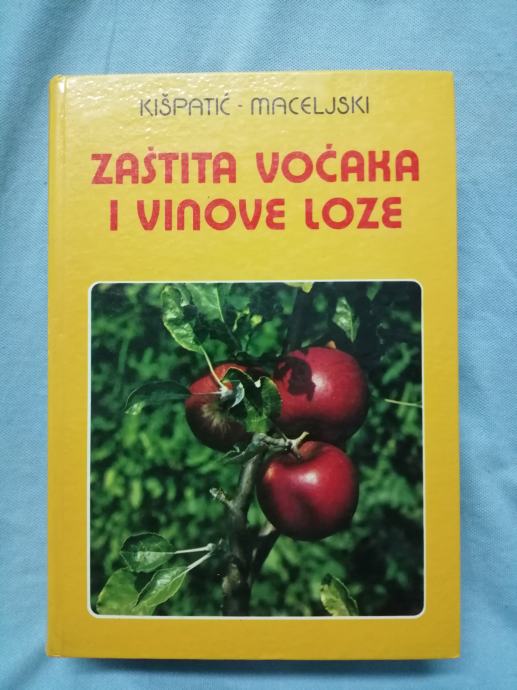 KIŠPATIĆ - MACELJSKI
ZAŠTITA VOĆAKA
I VINOVE LOZE